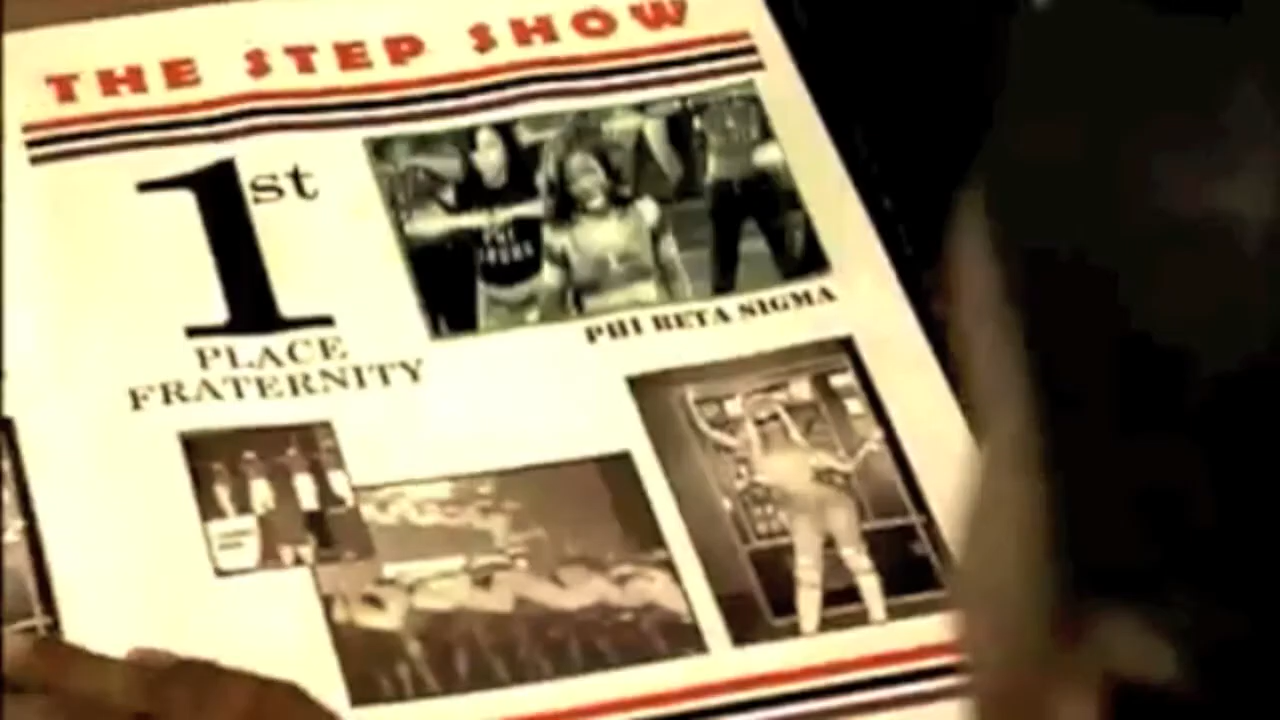 THE STEP SHOW
1st
PLACE
FRATERNITY
PHI BETA SIGMA